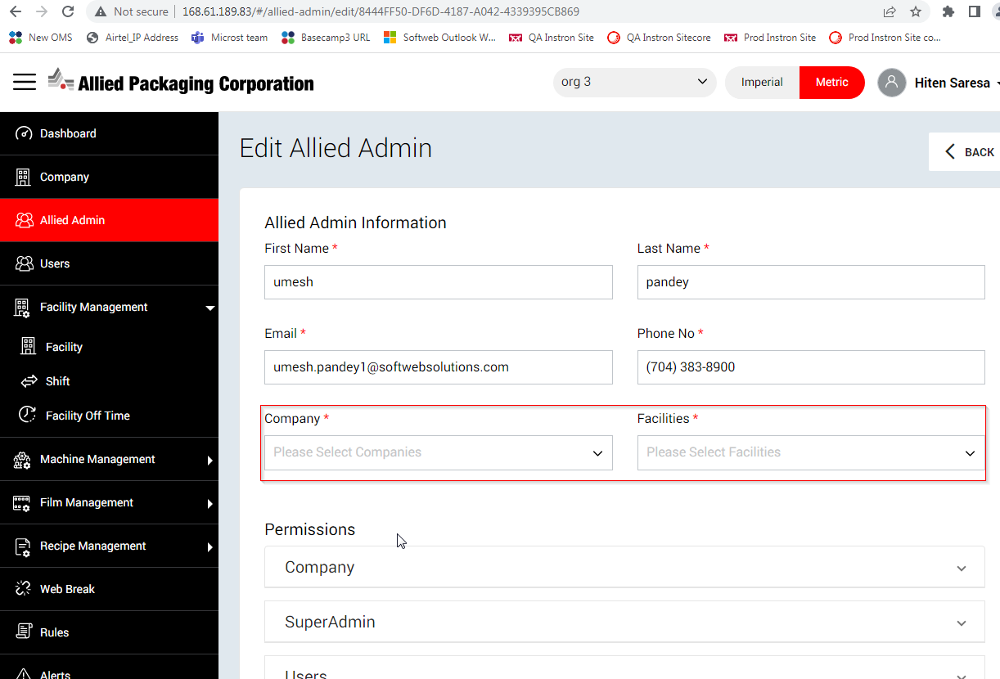 Not secure 168.61.189.83/#/allied-admin/edit/8444FF50-DF6D-4187-A042-4339395CB869
New OMS Airtel_IP Address Microst team Basecamp3 URL Softweb Outlook W... QA Instron Site QA Instron Sitecore Prod Instron Site Prod Instron Site co...
Allied Packaging Corporation org 3 Imperial Metric Hiten Saresa
Dashboard
Company
Allied Admin
Users
Facility Management
Facility
Shift
Facility Off Time
Machine Management
Film Management
Recipe Management
Web Break
Rules
Alerts
Edit Allied Admin
BACK
Allied Admin Information
First Name * Last Name *
umesh pandey
Email * Phone No *
umesh.pandey1@softwebsolutions.com (704) 383-8900
Company * Facilities *
Please Select Companies Please Select Facilities
Permissions
Company
SuperAdmin
Users